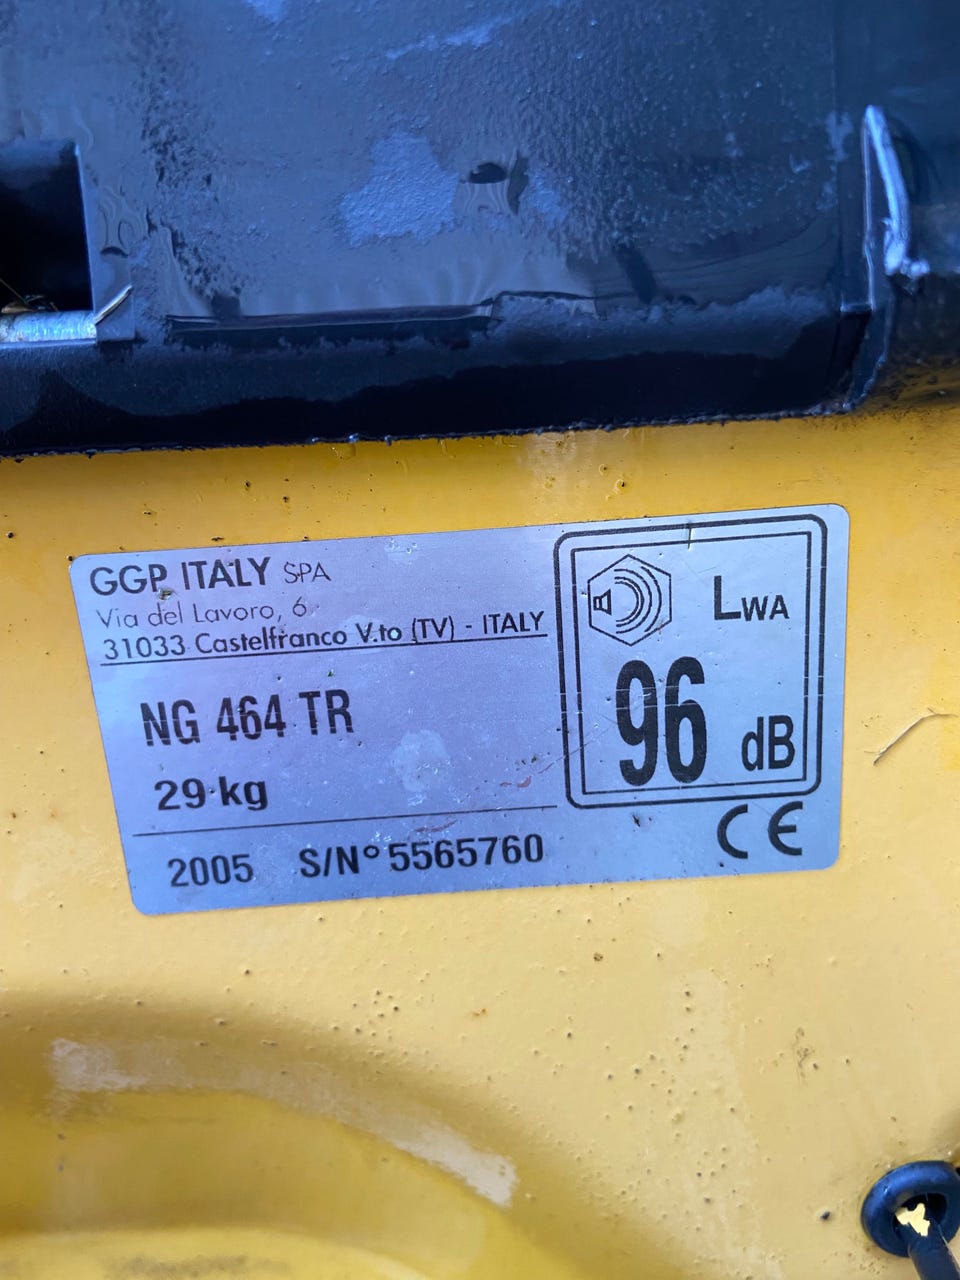 GGP ITALY SPA
Via del Lavoro, 6
31033 Castelfranco V.to (TV) - ITALY
NG 464 TR
29 kg
2005 S/N° 5565760
LWA
96 dB
CE